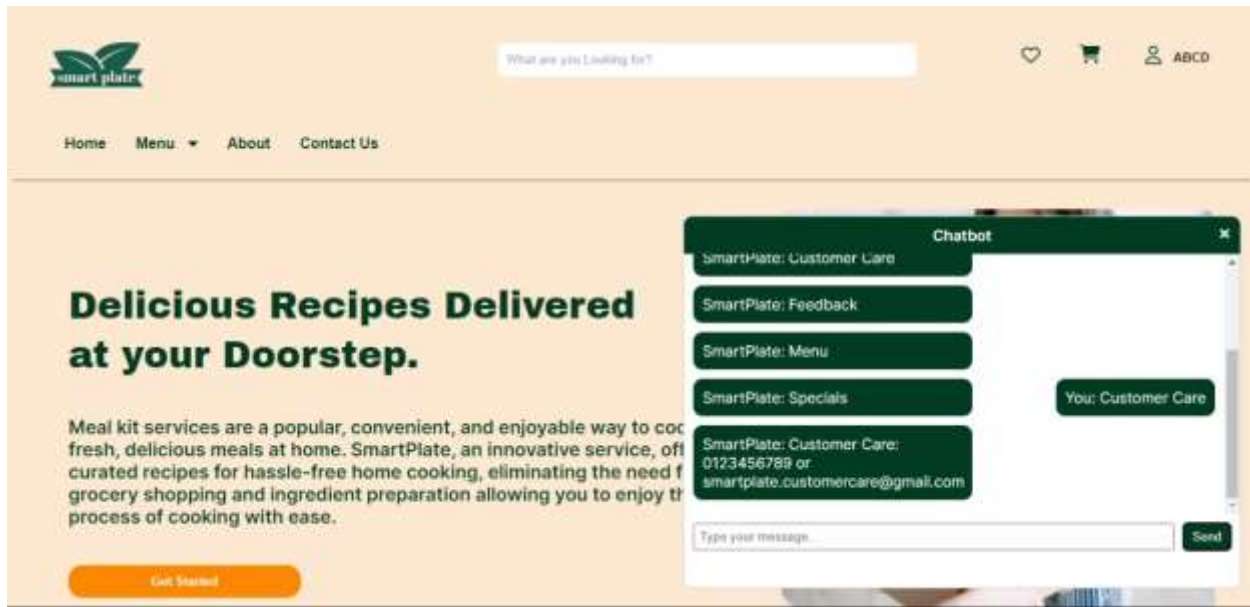 smart plate
What are you Looking for?
ABCD
Home Menu About Contact Us
Delicious Recipes Delivered
at your Doorstep.
Meal kit services are a popular, convenient, and enjoyable way to coo
fresh, delicious meals at home. SmartPlate, an innovative service, off
curated recipes for hassle-free home cooking, eliminating the need f
grocery shopping and ingredient preparation allowing you to enjoy th
process of cooking with ease.
Get Started
Chatbot
SmartPlate: Customer Care
SmartPlate: Feedback
SmartPlate: Menu
SmartPlate: Specials
You: Customer Care
SmartPlate: Customer Care:
0123456789 or
smartplate.customercare@gmail.com
Type your message...
Send